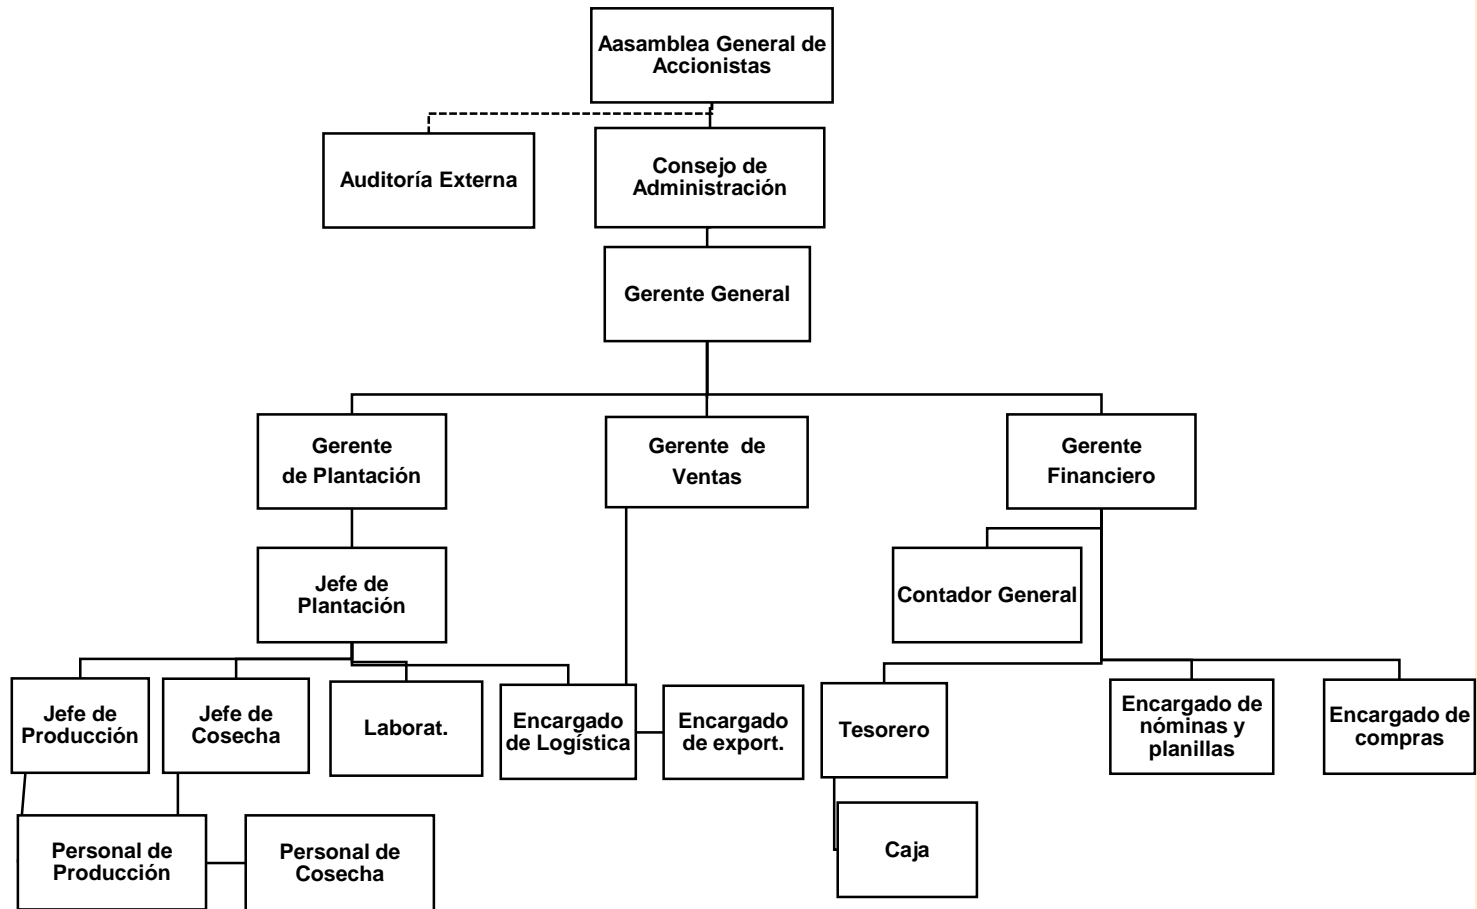 Aasamblea General de
Accionistas
Auditoría Externa
Consejo de
Administración
Gerente General
Gerente
de Plantación
Gerente de
Ventas
Gerente
Financiero
Jefe de
Plantación
Contador General
Jefe de
Producción
Jefe de
Cosecha
Laborat.
Encargado
de Logística
Encargado
de export.
Tesorero
Encargado de
nóminas y
planillas
Encargado de
compras
Personal de
Producción
Personal de
Cosecha
Caja